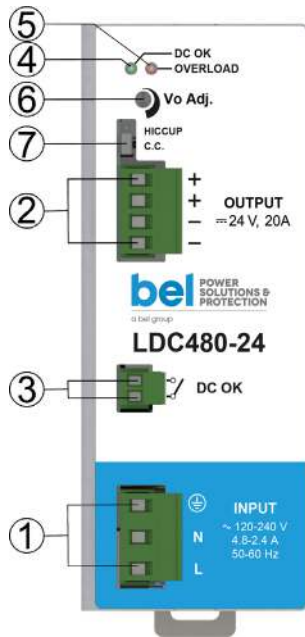 5
4
DC OK
OVERLOAD
6
Vo Adj.
7
HICCUP
C.C.
2
+
+
−
−
OUTPUT
⎓ 24 V, 20A
bel POWER
SOLUTIONS &
PROTECTION
a bel group
LDC480-24
3
DC OK
1
⏚
N
L
INPUT
~ 120-240 V
4.8-2.4 A
50-60 Hz